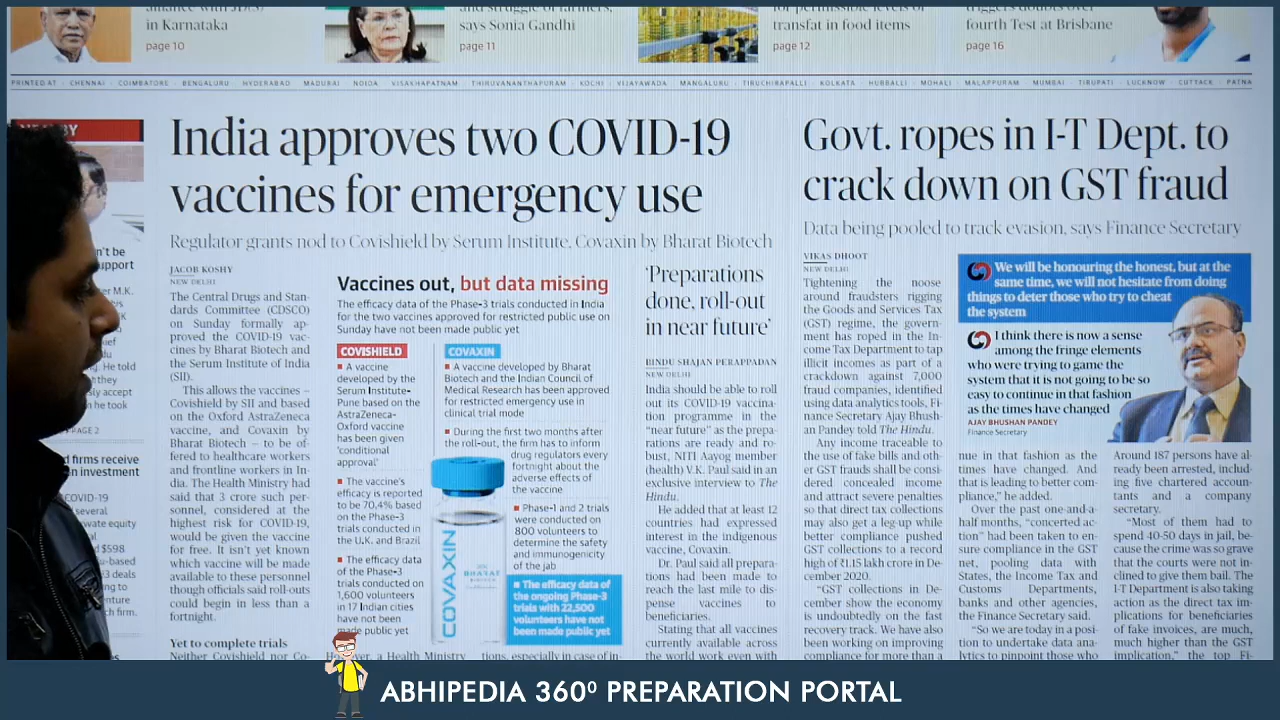 in Karnataka
page 10
says Sonia Gandhi
page 11
transfat in food items
page 12
fourth Test at Brisbane
page 16
PRINTED AT · CHENNAI · COIMBATORE · BENGALURU · HYDERABAD · MADURAI · NOIDA · VISAKHAPATNAM · THIRUVANANTHAPURAM · KOCHI · VIJAYAWADA · MANGALURU · TIRUCHIRAPALLI · KOLKATA · HUBBALLI · MOHALI · MALAPPURAM · MUMBAI · TIRUPATI · LUCKNOW · CUTTACK · PATNA
India approves two COVID-19
vaccines for emergency use
Regulator grants nod to Covishield by Serum Institute, Covaxin by Bharat Biotech
JACOB KOSHY
NEW DELHI
The Central Drugs and Stan-
dards Committee (CDSCO)
on Sunday formally ap-
proved the COVID-19 vac-
cines by Bharat Biotech and
the Serum Institute of India
(SII).
This allows the vaccines –
Covishield by SII and based
on the Oxford AstraZeneca
vaccine, and Covaxin by
Bharat Biotech – to be of-
fered to healthcare workers
and frontline workers in In-
dia. The Health Ministry had
said that 3 crore such per-
sonnel, considered at the
highest risk for COVID-19,
would be given the vaccine
for free. It isn't yet known
which vaccine will be made
available to these personnel
though officials said roll-outs
could begin in less than a
fortnight.
Yet to complete trials
Neither Covishield nor Co-
Vaccines out, but data missing
The efficacy data of the Phase-3 trials conducted in India
for the two vaccines approved for restricted public use on
Sunday have not been made public yet
COVISHIELD
A vaccine
developed by the
Serum Institute-
Pune based on the
AstraZeneca-
Oxford vaccine
has been given
'conditional
approval'
The vaccine's
efficacy is reported
to be 70.4% based
on the Phase-3
trials conducted in
the U.K. and Brazil
The efficacy data
of the Phase-3
trials conducted on
1,600 volunteers
in 17 Indian cities
have not been
made public yet
COVAXIN
A vaccine developed by Bharat
Biotech and the Indian Council of
Medical Research has been approved
for restricted emergency use in
clinical trial mode
During the first two months after
the roll-out, the firm has to inform
drug regulators every
fortnight about the
adverse effects of
the vaccine
Phase-1 and 2 trials
were conducted on
800 volunteers to
determine the safety
and immunogenicity
of the jab
The efficacy data of
the ongoing Phase-3
trials with 22,500
volunteers have not
been made public yet
COVAXIN
BHARAT
a Health Ministry
tions, especially in case of in-
'Preparations
done, roll-out
in near future'
BINDU SHAJAN PERAPPADAN
NEW DELHI
India should be able to roll
out its COVID-19 vaccina-
tion programme in the
"near future" as the prepa-
rations are ready and ro-
bust, NITI Aayog member
(health) V.K. Paul said in an
exclusive interview to The
Hindu.
He added that at least 12
countries had expressed
interest in the indigenous
vaccine, Covaxin.
Dr. Paul said all prepara-
tions had been made to
reach the last mile to dis-
pense vaccines to
beneficiaries.
Stating that all vaccines
currently available across
the world work even with
Govt. ropes in I-T Dept. to
crack down on GST fraud
Data being pooled to track evasion, says Finance Secretary
VIKAS DHOOT
NEW DELHI
Tightening the noose
around fraudsters rigging
the Goods and Services Tax
(GST) regime, the govern-
ment has roped in the In-
come Tax Department to tap
illicit incomes as part of a
crackdown against 7,000
fraud companies, identified
using data analytics tools, Fi-
nance Secretary Ajay Bhush-
an Pandey told The Hindu.
Any income traceable to
the use of fake bills and oth-
er GST frauds shall be consi-
dered concealed income
and attract severe penalties
so that direct tax collections
may also get a leg-up while
better compliance pushed
GST collections to a record
high of ₹1.15 lakh crore in De-
cember 2020.
"GST collections in De-
cember show the economy
is undoubtedly on the fast
recovery track. We have also
been working on improving
compliance for more than a
We will be honouring the honest, but at the
same time, we will not hesitate from doing
things to deter those who try to cheat
the system
I think there is now a sense
among the fringe elements
who were trying to game the
system that it is not going to be so
easy to continue in that fashion
as the times have changed
AJAY BHUSHAN PANDEY
Finance Secretary
nue in that fashion as the
times have changed. And
that is leading to better com-
pliance," he added.
Over the past one-and-a-
half months, "concerted ac-
tion" had been taken to en-
sure compliance in the GST
net, pooling data with
States, the Income Tax and
Customs Departments,
banks and other agencies,
the Finance Secretary said.
"So we are today in a posi-
tion to undertake data ana-
lytics to pinpoint those who
Around 187 persons have al-
ready been arrested, includ-
ing five chartered accoun-
tants and a company
secretary.
"Most of them had to
spend 40-50 days in jail, be-
cause the crime was so grave
that the courts were not in-
clined to give them bail. The
I-T Department is also taking
action as the direct tax im-
plications for beneficiaries
of fake invoices, are much,
much higher than the GST
implication," the top Fi-
ABHIPEDIA 360⁰ PREPARATION PORTAL